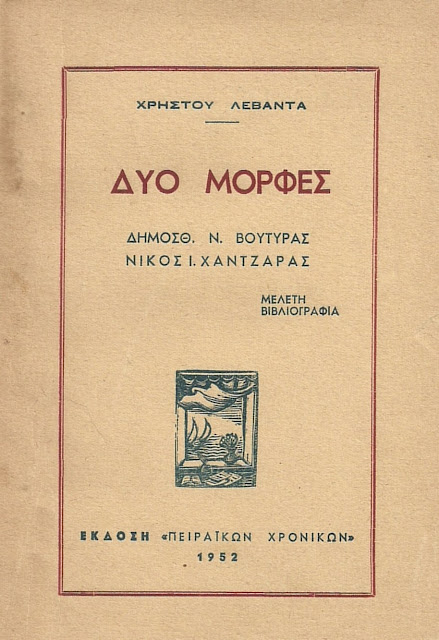 ΧΡΗΣΤΟΥ ΛΕΒΑΝΤΑ
ΔΥΟ ΜΟΡΦΕΣ
ΔΗΜΟΣΘ. Ν. ΒΟΥΤΥΡΑΣ
ΝΙΚΟΣ Ι. ΧΑΝΤΖΑΡΑΣ
ΜΕΛΕΤΗ
ΒΙΒΛΙΟΓΡΑΦΙΑ
ΕΚΔΟΣΗ «ΠΕΙΡΑΪΚΩΝ ΧΡΟΝΙΚΩΝ»
1952